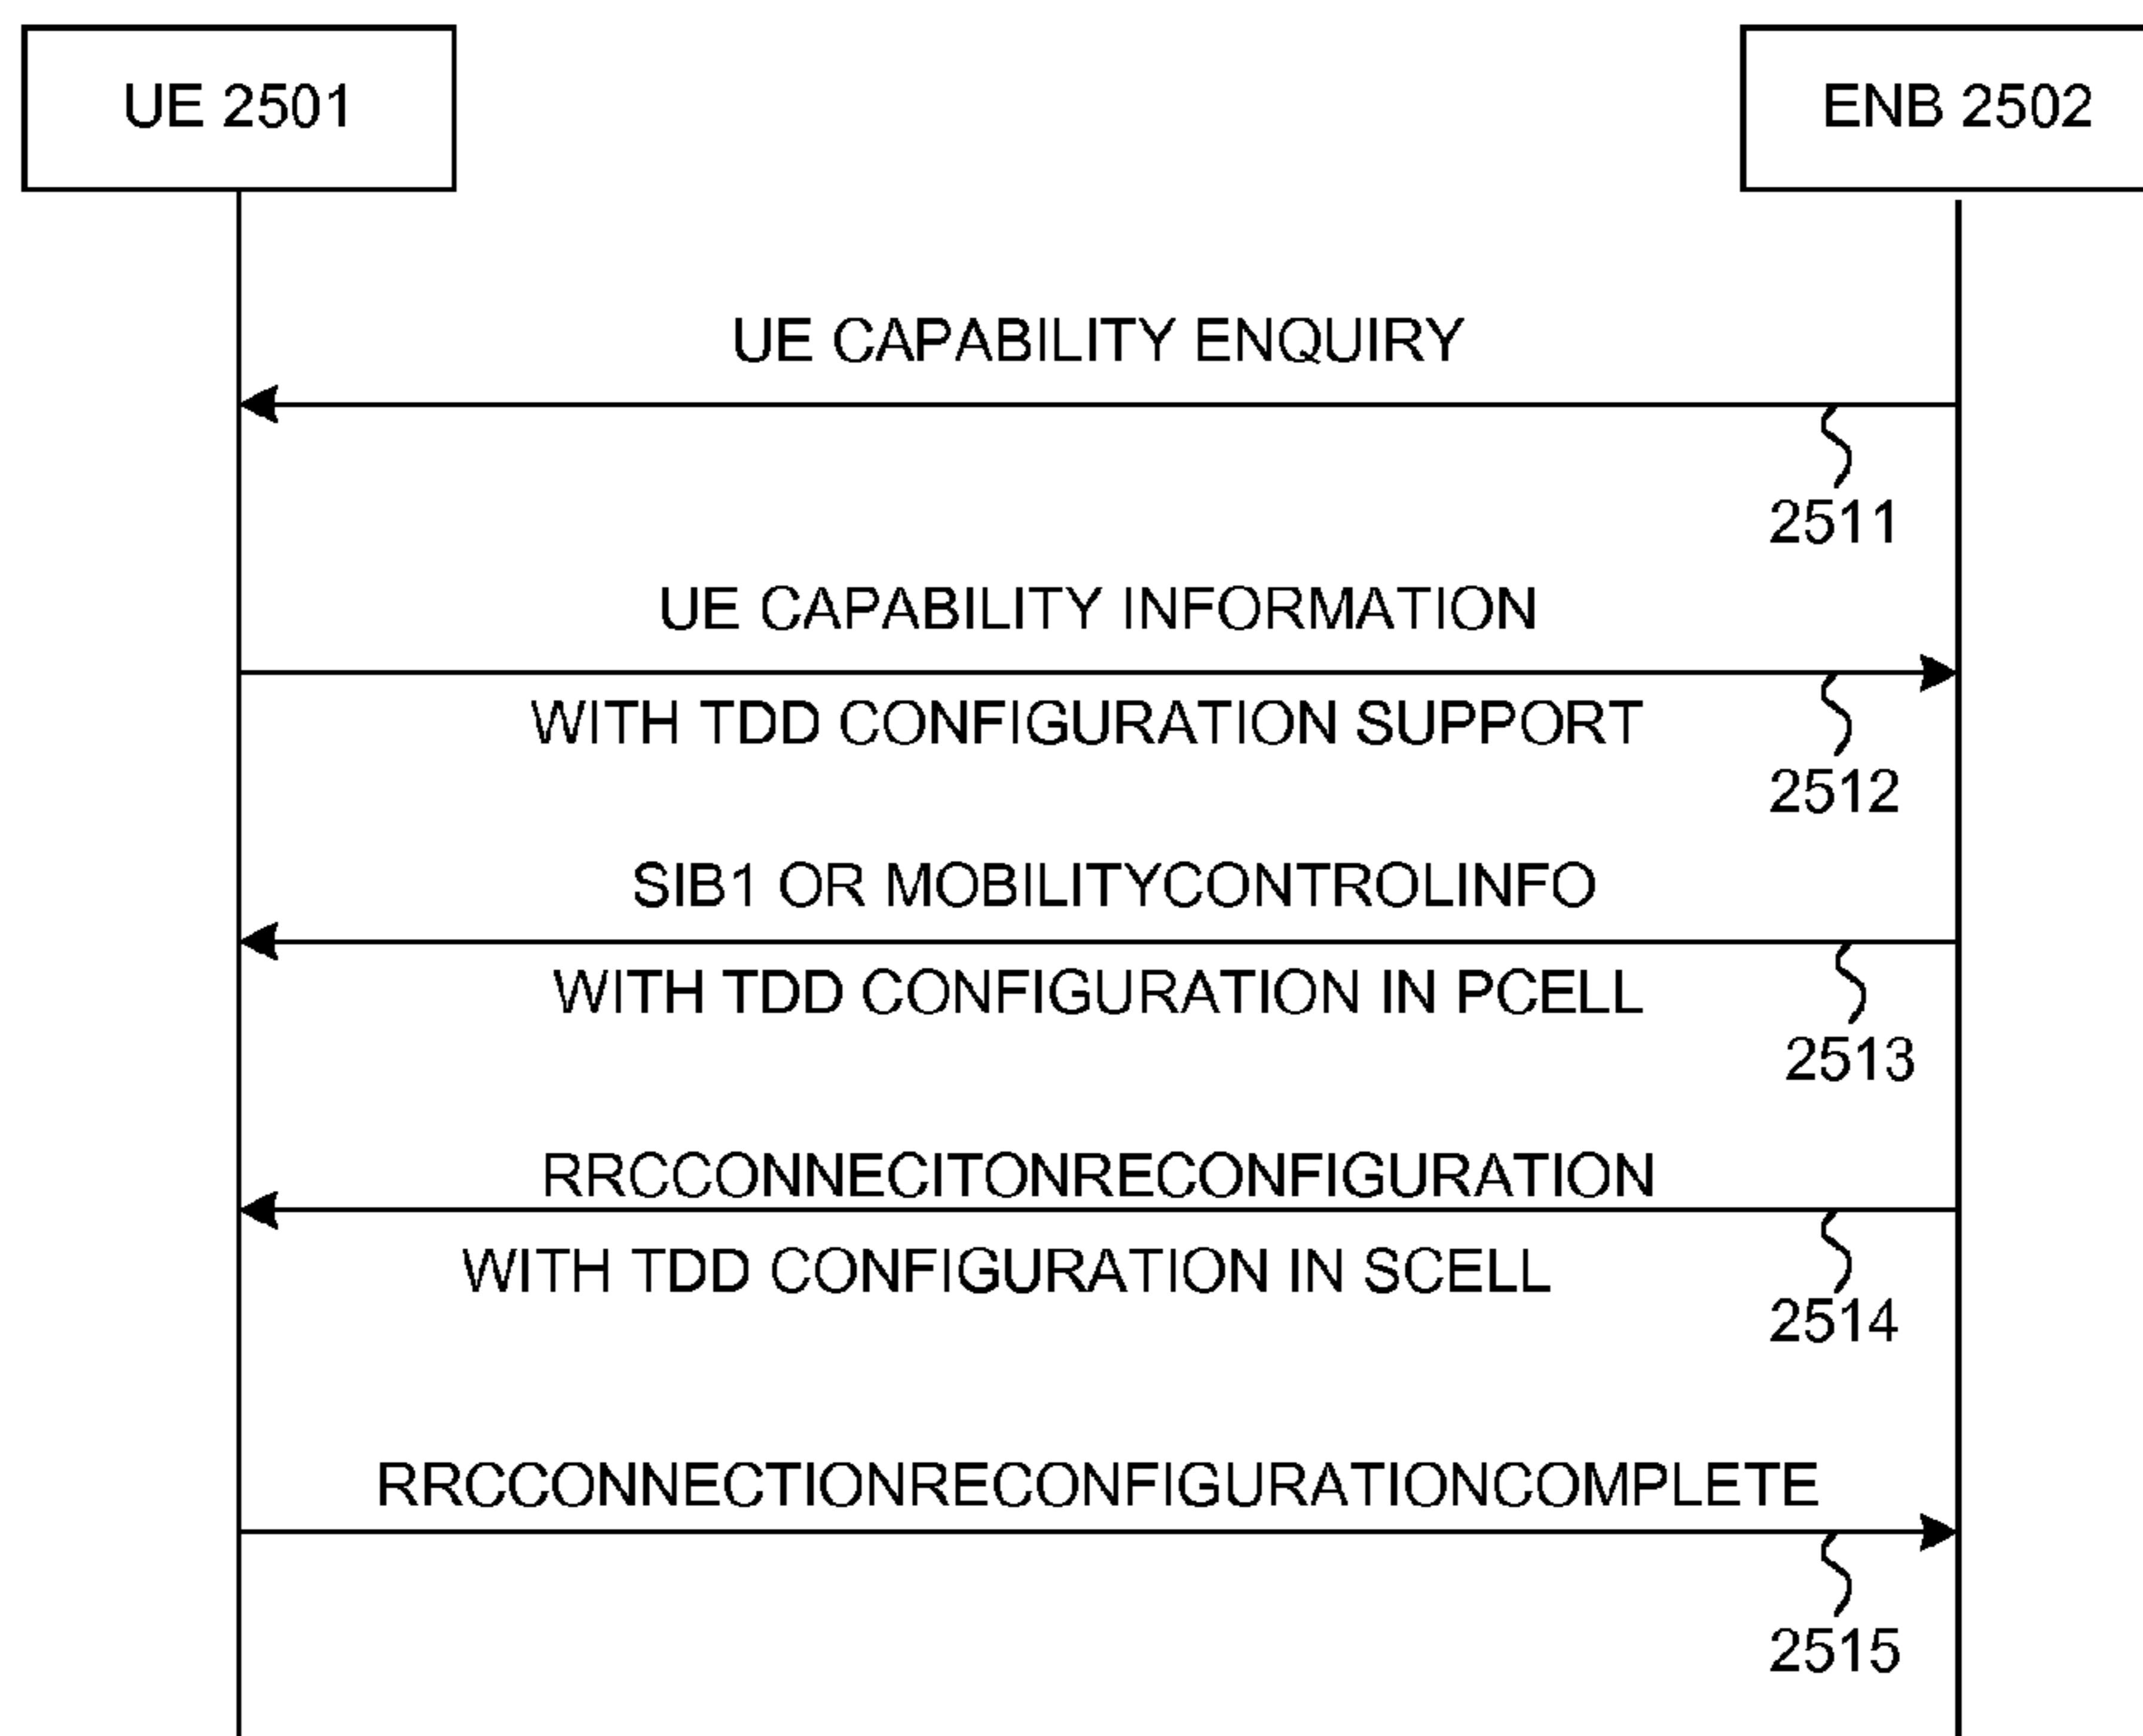 UE 2501
ENB 2502
UE CAPABILITY ENQUIRY
2511
UE CAPABILITY INFORMATION
WITH TDD CONFIGURATION SUPPORT
2512
SIB1 OR MOBILITYCONTROLINFO
WITH TDD CONFIGURATION IN PCELL
2513
RRCCONNECITONRECONFIGURATION
WITH TDD CONFIGURATION IN SCELL
2514
RRCCONNECTIONRECONFIGURATIONCOMPLETE
2515